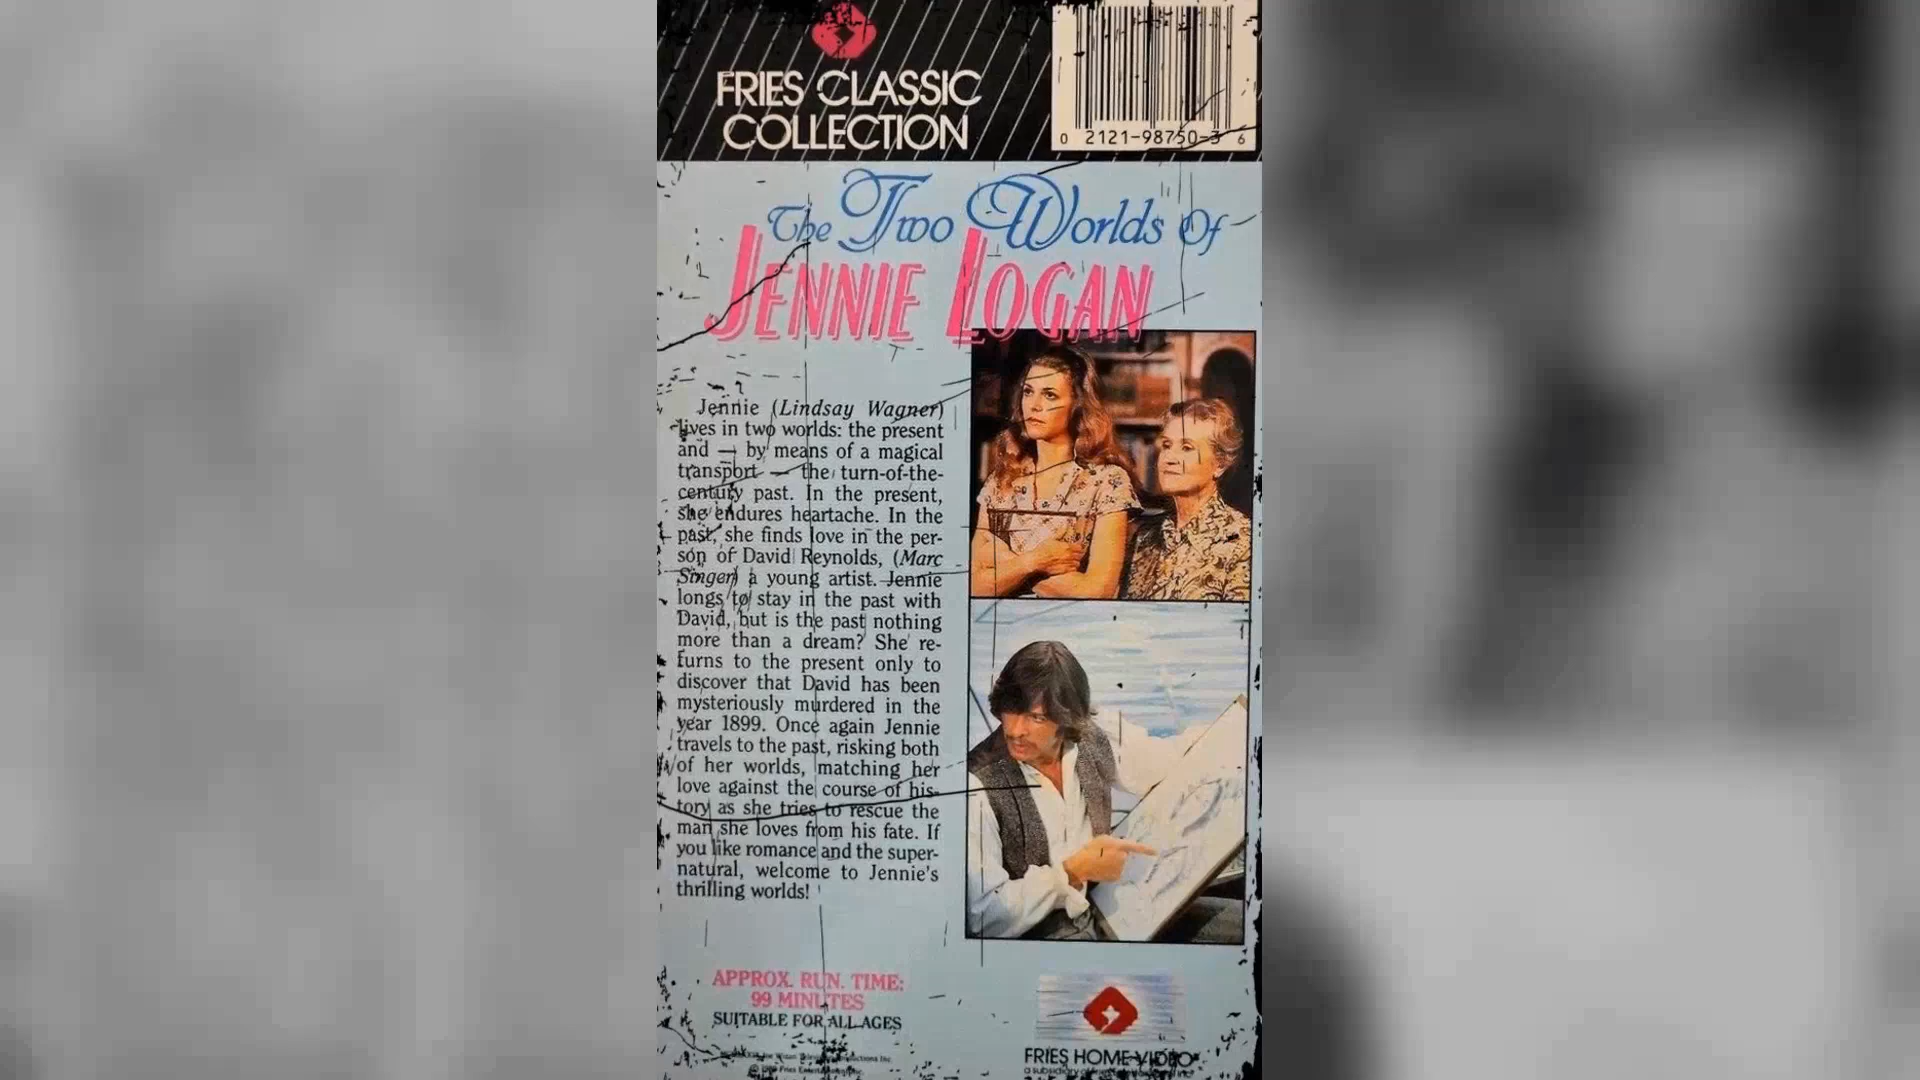 FRIES CLASSIC
COLLECTION
0 2121-98750-3 6
The Two Worlds Of
JENNIE LOGAN
Jennie (Lindsay Wagner)
lives in two worlds: the present
and — by means of a magical
transport — the turn-of-the-
century past. In the present,
she endures heartache. In the
past, she finds love in the per-
son of David Reynolds, (Marc
Singer) a young artist. Jennie
longs to stay in the past with
David, but is the past nothing
more than a dream? She re-
turns to the present only to
discover that David has been
mysteriously murdered in the
year 1899. Once again Jennie
travels to the past, risking both
of her worlds, matching her
love against the course of his-
tory as she tries to rescue the
man she loves from his fate. If
you like romance and the super-
natural, welcome to Jennie's
thrilling worlds!
APPROX. RUN. TIME:
99 MINUTES
SUITABLE FOR ALL AGES
Fries
FRIES HOME VIDEO
a subsidiary of